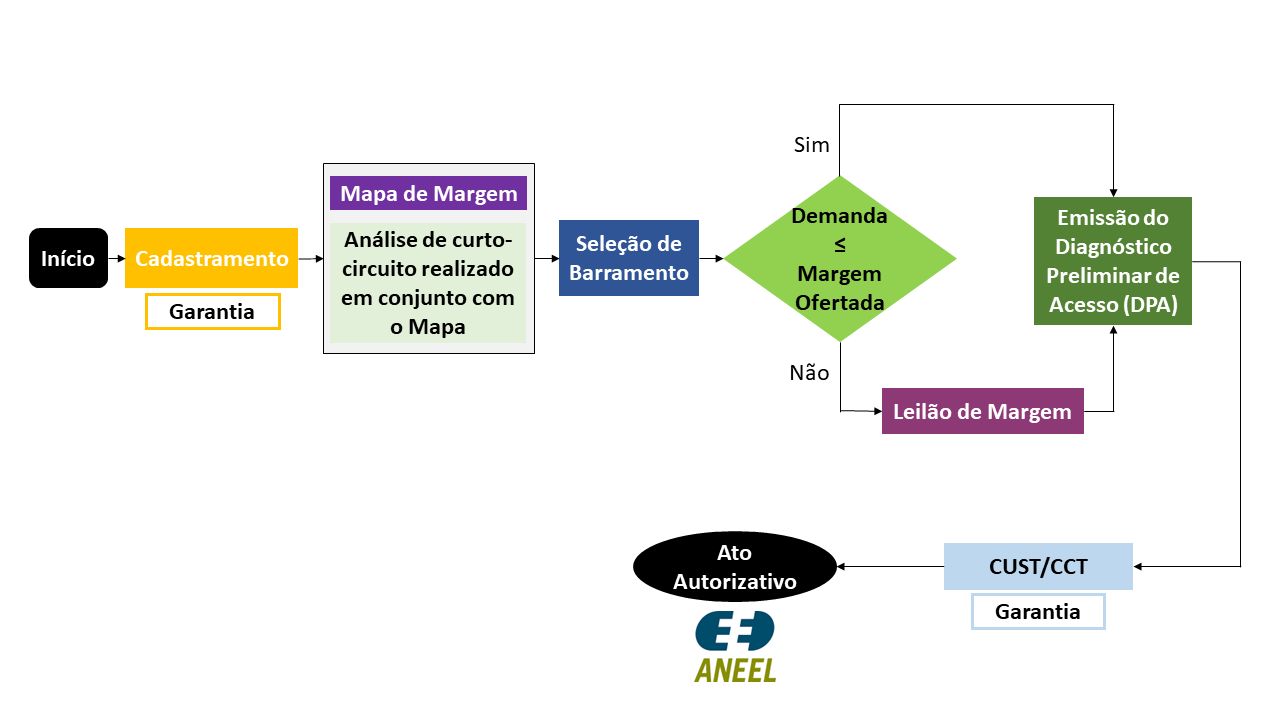 Início
Cadastramento
Garantia
Mapa de Margem
Análise de curto-
circuito realizado
em conjunto com
o Mapa
Seleção de
Barramento
Demanda
≤
Margem
Ofertada
Sim
Não
Leilão de Margem
Emissão do
Diagnóstico
Preliminar de
Acesso (DPA)
CUST/CCT
Garantia
Ato
Autorizativo
ANEEL